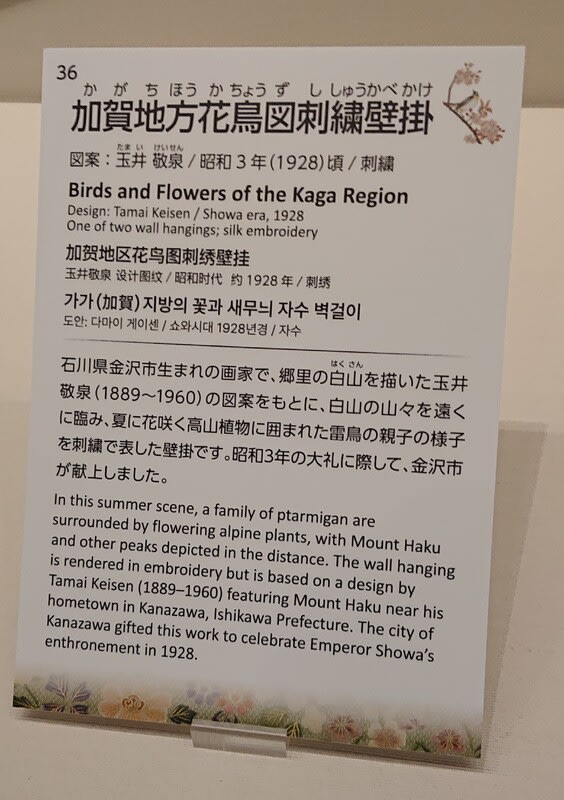 36
かがちほうかちょうずししゅうかべかけ
加賀地方花鳥図刺繍壁掛
たまい けいせん
図案：玉井 敬泉 / 昭和 3 年 (1928) 頃 / 刺繍
Birds and Flowers of the Kaga Region
Design: Tamai Keisen / Showa era, 1928
One of two wall hangings; silk embroidery
加贺地区花鸟图刺绣壁挂
玉井敬泉 设计图纹 / 昭和时代 约 1928 年 / 刺绣
가가 (加賀) 지방의 꽃과 새무늬 자수 벽걸이
도안: 다마이 게이센 / 쇼와시대 1928년경 / 자수
はくさん
石川県金沢市生まれの画家で、郷里の白山を描いた玉井
敬泉（1889～1960）の図案をもとに、白山の山々を遠く
に臨み、夏に花咲く高山植物に囲まれた雷鳥の親子の様子
を刺繍で表した壁掛です。昭和3年の大礼に際して、金沢市
が献上しました。
In this summer scene, a family of ptarmigan are
surrounded by flowering alpine plants, with Mount Haku
and other peaks depicted in the distance. The wall hanging
is rendered in embroidery but is based on a design by
Tamai Keisen (1889–1960) featuring Mount Haku near his
hometown in Kanazawa, Ishikawa Prefecture. The city of
Kanazawa gifted this work to celebrate Emperor Showa's
enthronement in 1928.